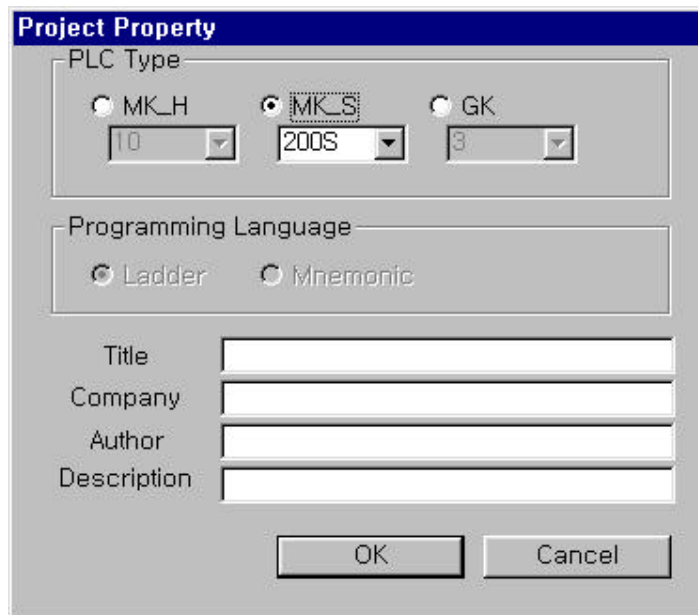 Project Property
PLC Type
MK_H MK_S GK
10 200S 3
Programming Language
Ladder Mnemonic
Title
Company
Author
Description
OK Cancel